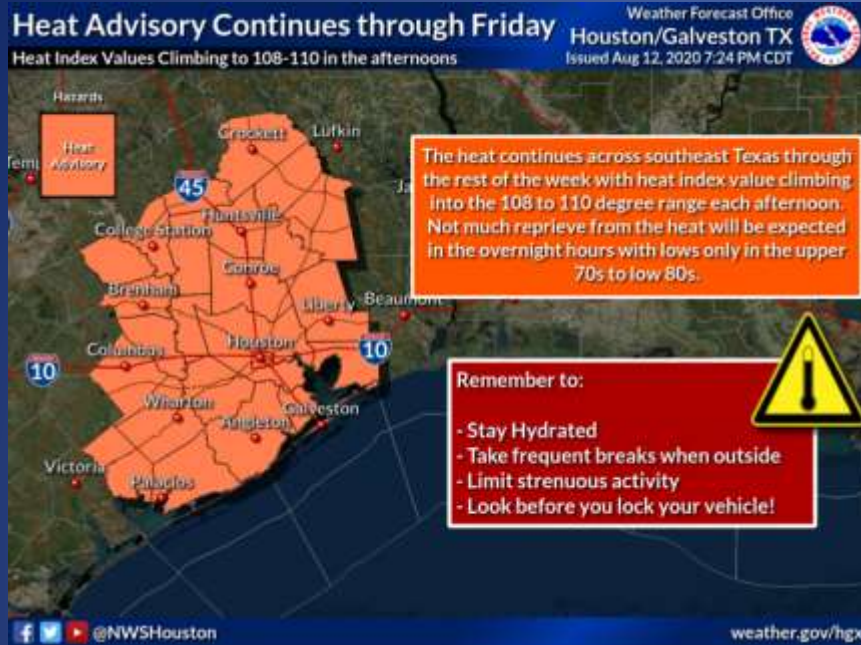 Heat Advisory Continues through Friday
Heat Index Values Climbing to 108-110 in the afternoons
Weather Forecast Office
Houston/Galveston TX
Issued Aug 12, 2020 7:24 PM CDT
Hazards
Heat
Advisory
Crockett
Lufkin
45
Huntsville
College Station
Conroe
Brenham
Liberty
Beaumont
Columbus
Houston
10
10
Wharton
Angleton
Galveston
Victoria
Palacios
The heat continues across southeast Texas through
the rest of the week with heat index value climbing
into the 108 to 110 degree range each afternoon.
Not much reprieve from the heat will be expected
in the overnight hours with lows only in the upper
70s to low 80s.
Remember to:
- Stay Hydrated
- Take frequent breaks when outside
- Limit strenuous activity
- Look before you lock your vehicle!
@NWSHouston
weather.gov/hgx